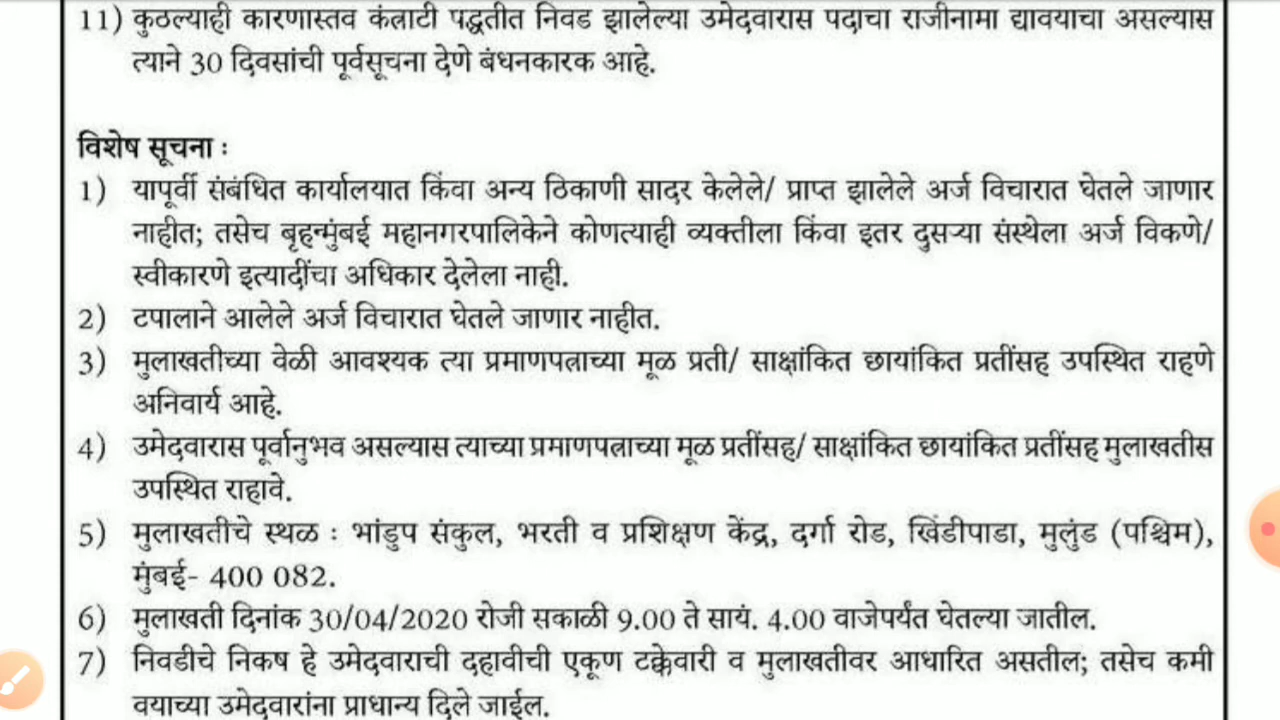 11) कुठल्याही कारणास्तव कंत्राटी पद्धतीत निवड झालेल्या उमेदवारास पदाचा राजीनामा द्यावयाचा असल्यास
त्याने 30 दिवसांची पूर्वसूचना देणे बंधनकारक आहे.
विशेष सूचना :
1) यापूर्वी संबंधित कार्यालयात किंवा अन्य ठिकाणी सादर केलेले/ प्राप्त झालेले अर्ज विचारात घेतले जाणार
नाहीत; तसेच बृहन्मुंबई महानगरपालिकेने कोणत्याही व्यक्तीला किंवा इतर दुसऱ्या संस्थेला अर्ज विकणे/
स्वीकारणे इत्यादींचा अधिकार देलेला नाही.
2) टपालाने आलेले अर्ज विचारात घेतले जाणार नाहीत.
3) मुलाखतीच्या वेळी आवश्यक त्या प्रमाणपत्राच्या मूळ प्रती/ साक्षांकित छायांकित प्रतींसह उपस्थित राहणे
अनिवार्य आहे.
4) उमेदवारास पूर्वानुभव असल्यास त्याच्या प्रमाणपत्राच्या मूळ प्रतींसह/ साक्षांकित छायांकित प्रतींसह मुलाखतीस
उपस्थित राहावे.
5) मुलाखतीचे स्थळ : भांडुप संकुल, भरती व प्रशिक्षण केंद्र, दर्गा रोड, खिंडीपाडा, मुलुंड (पश्चिम),
मुंबई- 400 082.
6) मुलाखती दिनांक 30/04/2020 रोजी सकाळी 9.00 ते सायं. 4.00 वाजेपर्यंत घेतल्या जातील.
7) निवडीचे निकष हे उमेदवाराची दहावीची एकूण टक्केवारी व मुलाखतीवर आधारित असतील; तसेच कमी
वयाच्या उमेदवारांना प्राधान्य दिले जाईल.